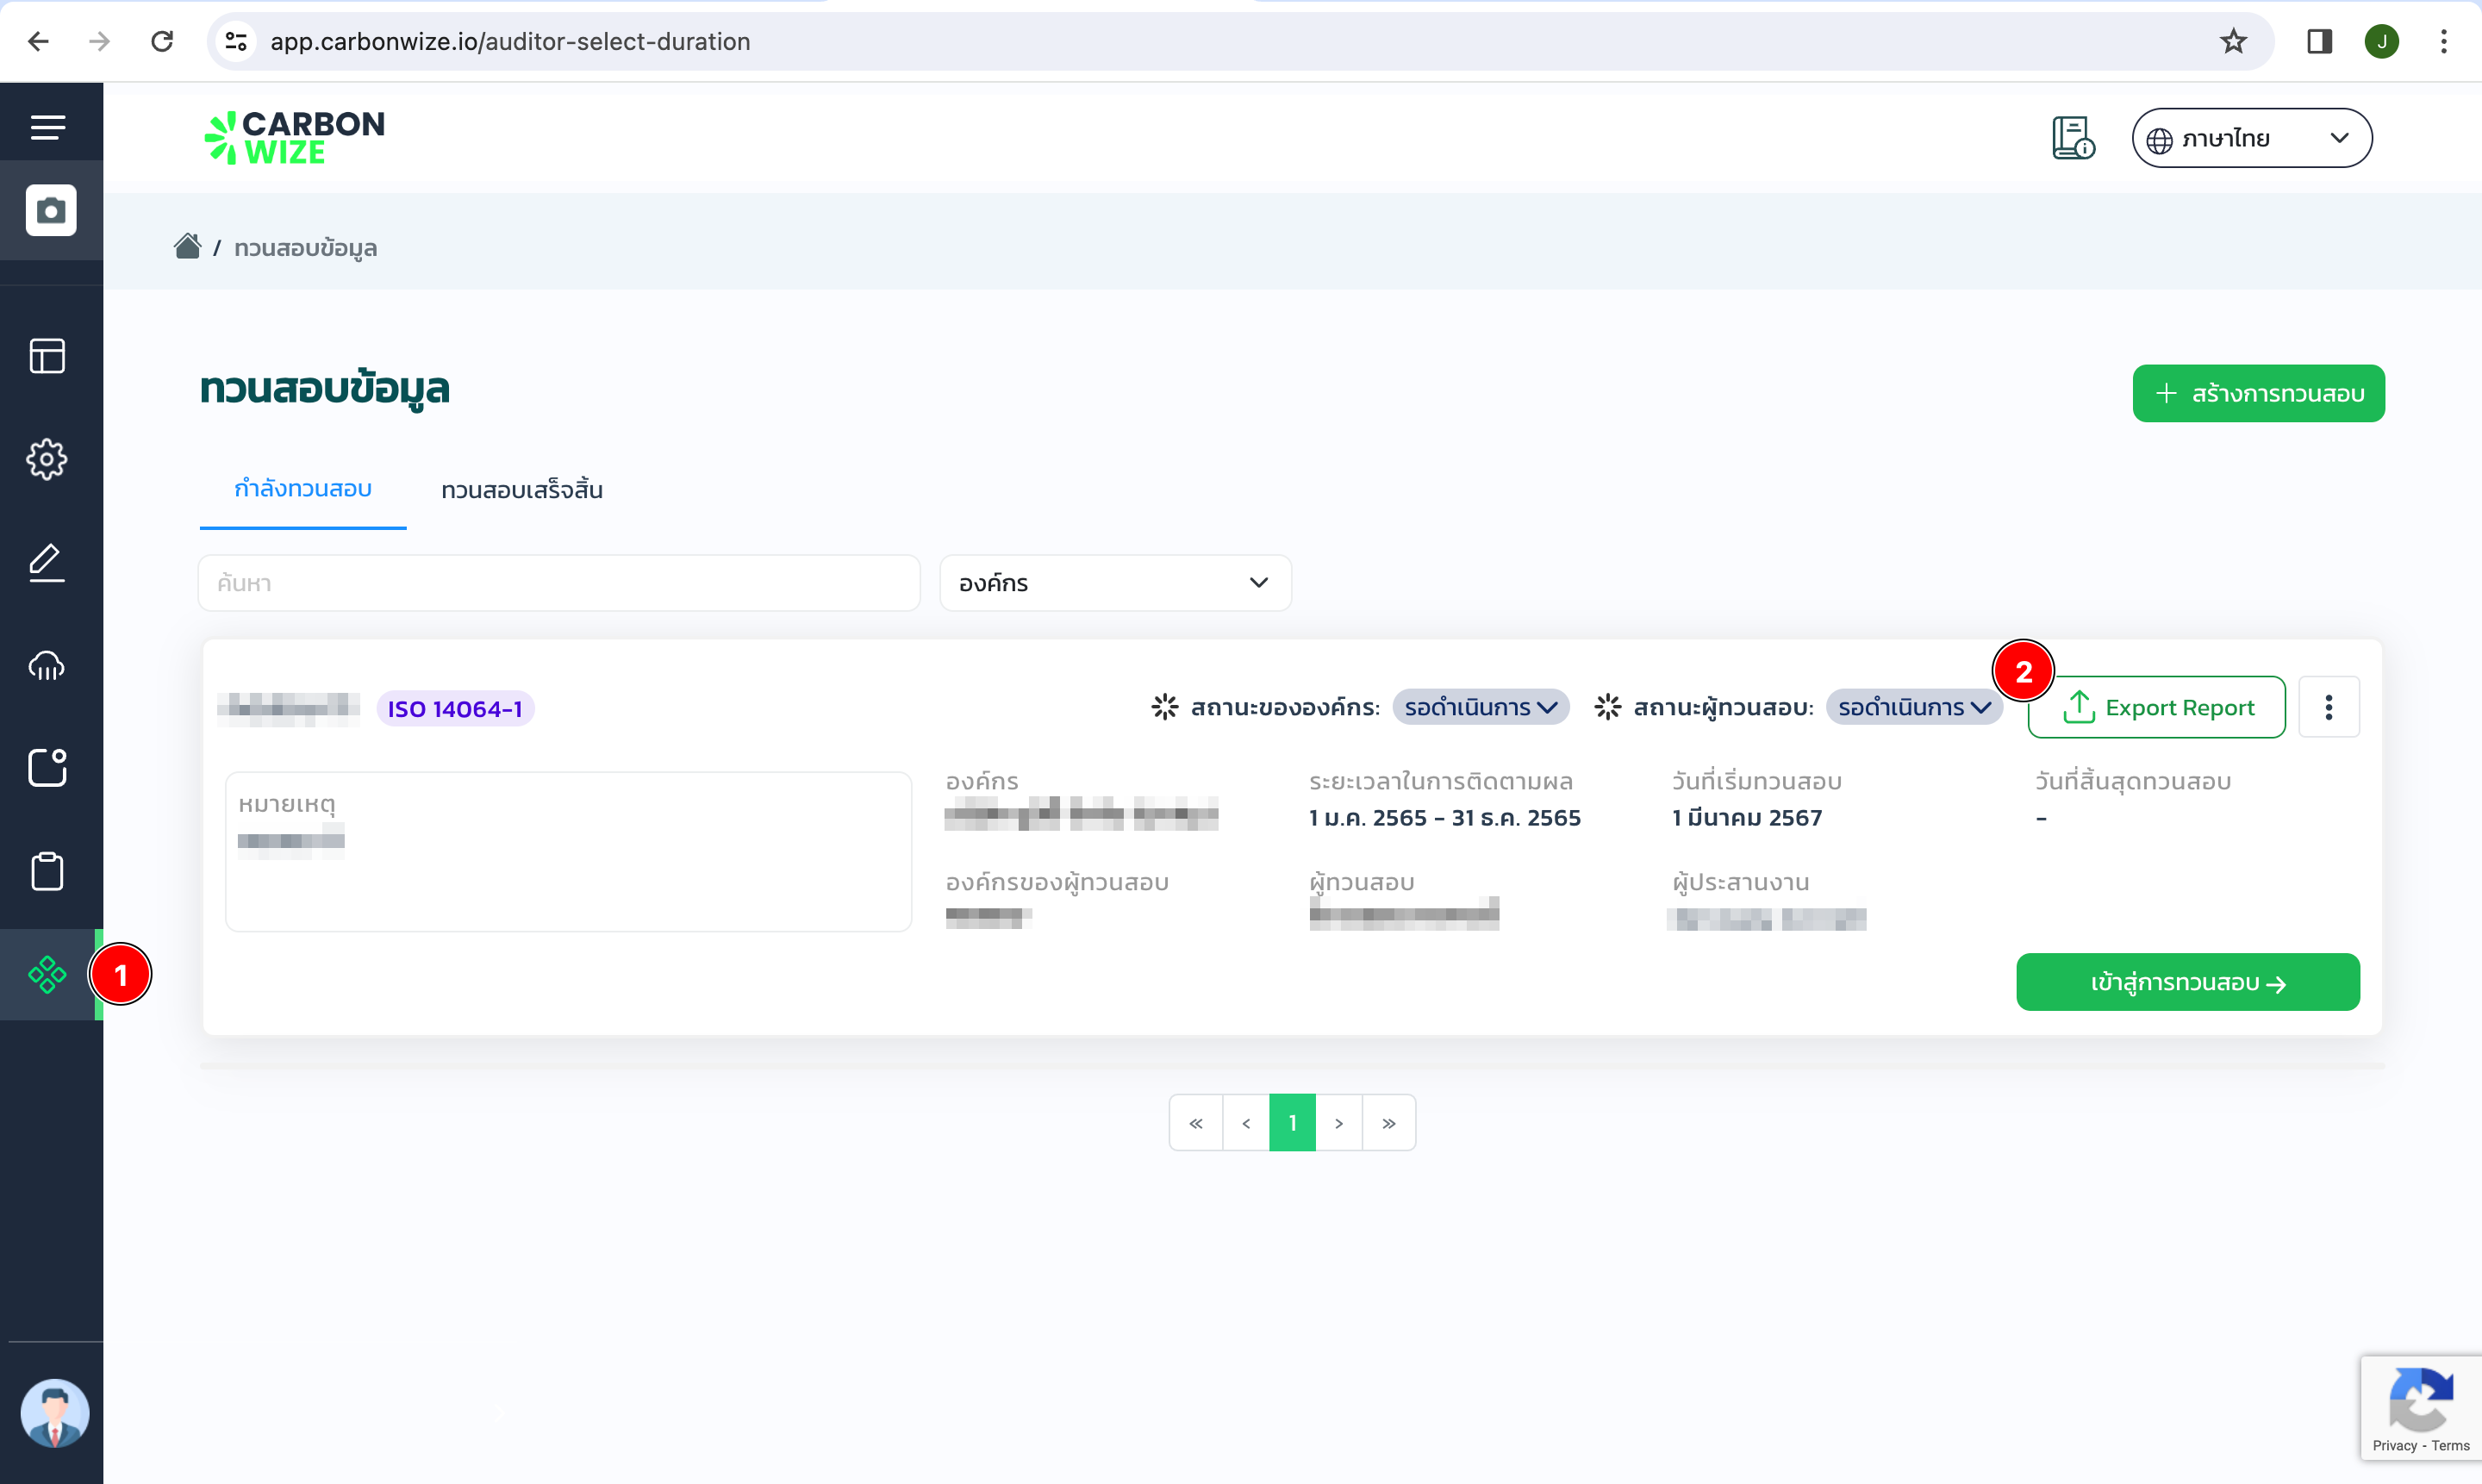 app.carbonwize.io/auditor-select-duration
J
CARBON
WIZE
ภาษาไทย
/ ทวนสอบข้อมูล
ทวนสอบข้อมูล
+ สร้างการทวนสอบ
กำลังทวนสอบ
ทวนสอบเสร็จสิ้น
ค้นหา
องค์กร
2
ISO 14064-1
สถานะขององค์กร: รอดำเนินการ
สถานะผู้ทวนสอบ: รอดำเนินการ
Export Report
หมายเหตุ
องค์กร
ระยะเวลาในการติดตามผล
1 ม.ค. 2565 - 31 ธ.ค. 2565
วันที่เริ่มทวนสอบ
1 มีนาคม 2567
วันที่สิ้นสุดทวนสอบ
-
องค์กรของผู้ทวนสอบ
ผู้ทวนสอบ
ผู้ประสานงาน
1
เข้าสู่การทวนสอบ →
« < 1 > »
Privacy - Terms